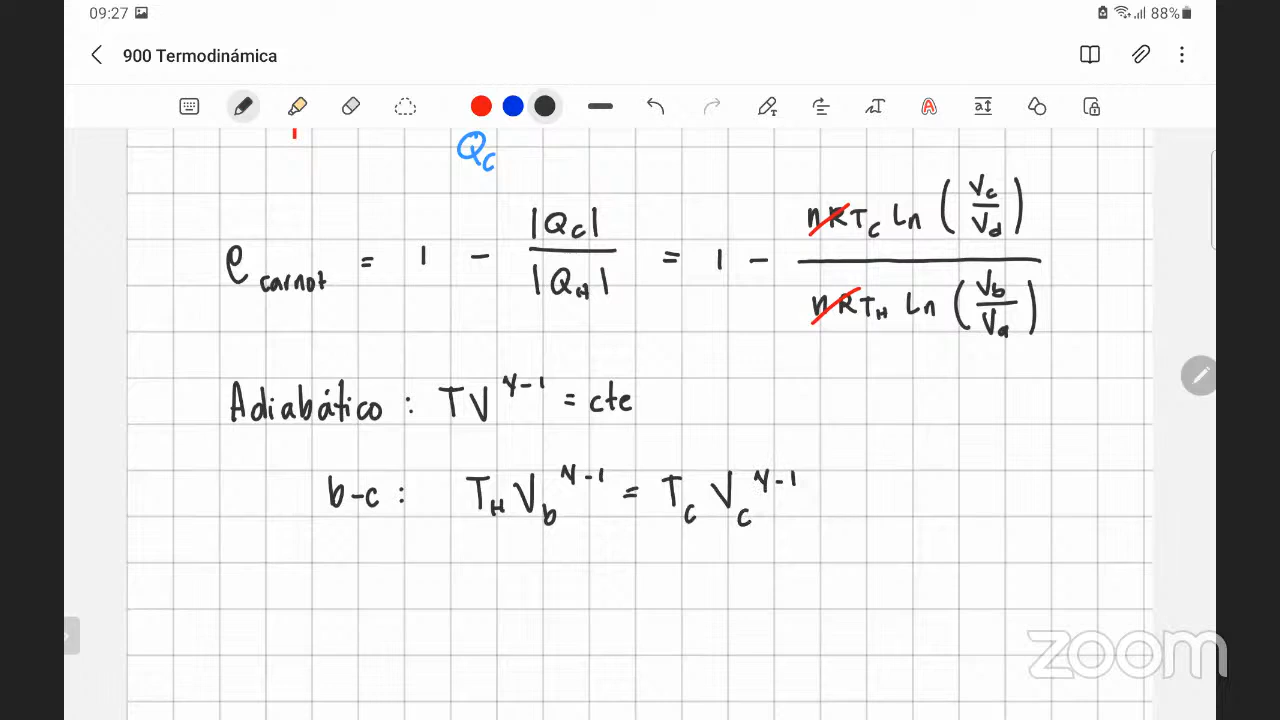 09:27 88%
900 Termodinámica
Q_C
e_carnot = 1 - |Q_C| / |Q_H| = 1 - nRT_C Ln (V_c / V_d) / nRT_H Ln (V_b / V_a)
Adiabático : TV^γ-1 = cte
b-c : T_H V_b^γ-1 = T_C V_c^γ-1
zoom